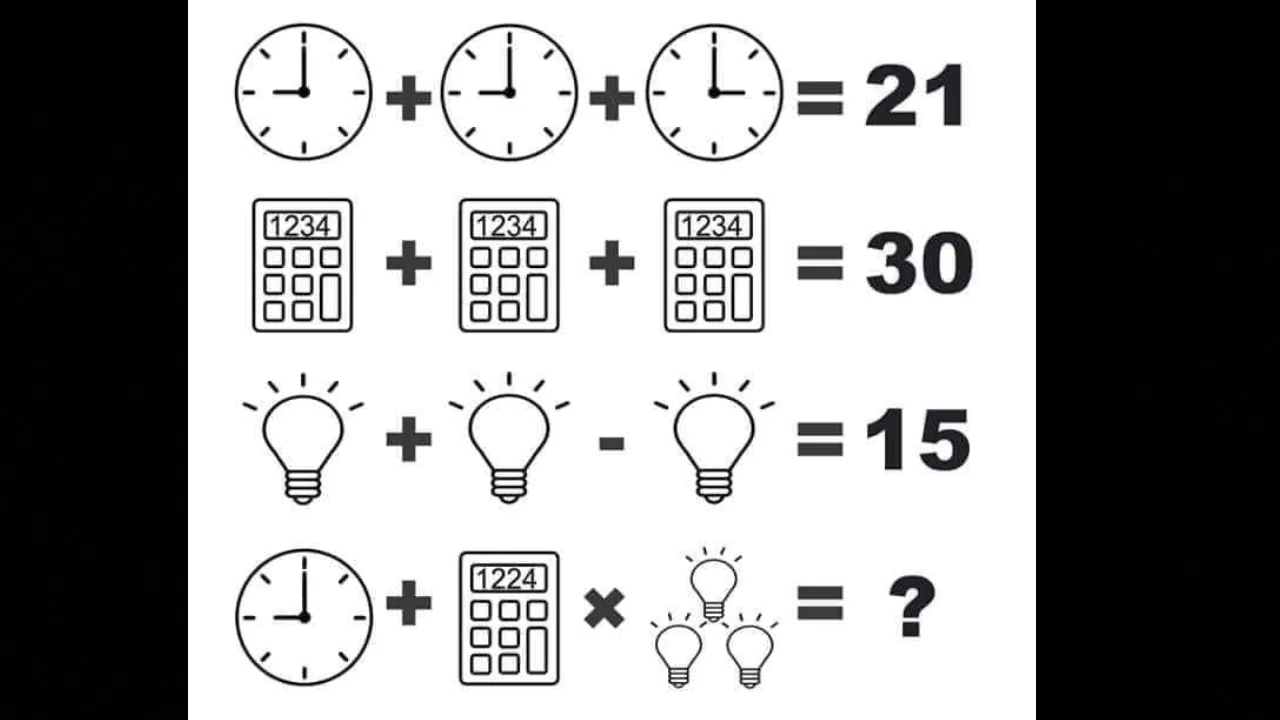 + + = 21
1234 + 1234 + 1234 = 30
+ - = 15
+ 1224 × = ?